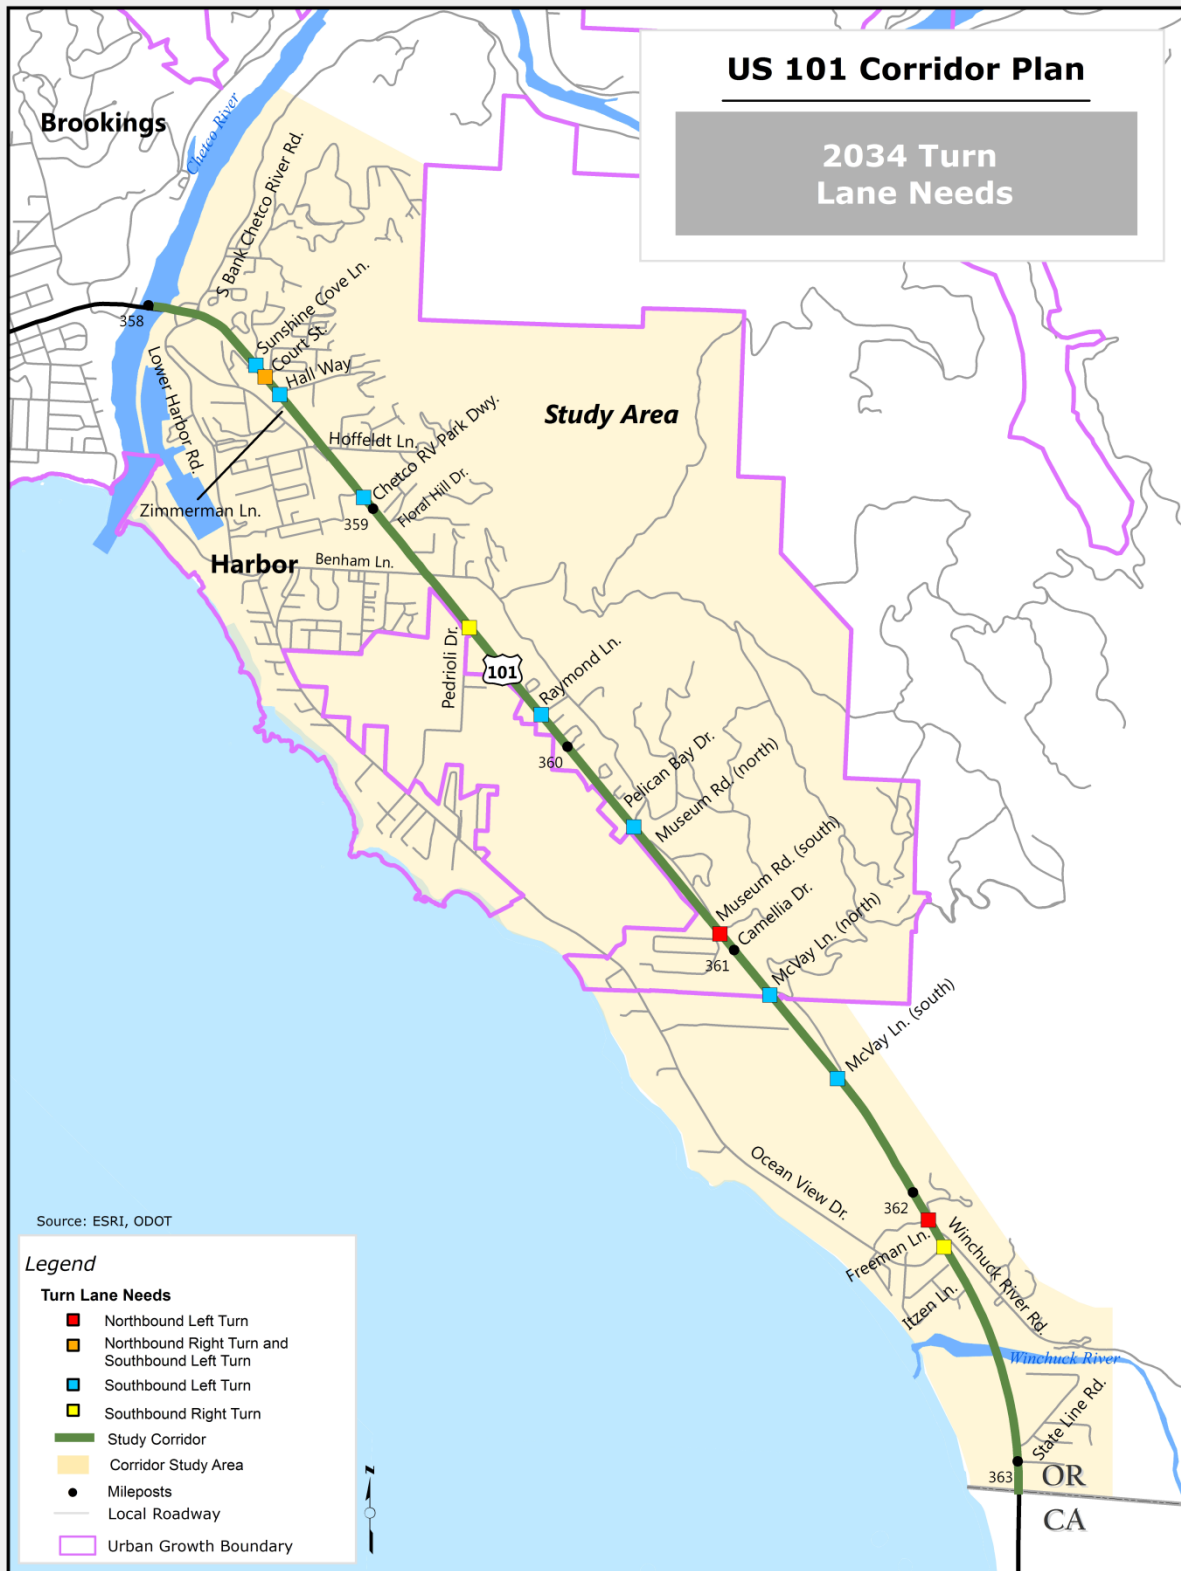 US 101 Corridor Plan
2034 Turn
Lane Needs
Brookings
Chetco River
S Bank Chetco River Rd.
358
Sunshine Cove Ln.
Court St.
Hall Way
Lower Harbor Rd.
Study Area
Hoffeldt Ln.
Chetco RV Park Dwy.
Floral Hill Dr.
Zimmerman Ln.
359
Harbor
Benham Ln.
Pedrioli Dr.
101
Raymond Ln.
360
Pelican Bay Dr.
Museum Rd. (north)
Museum Rd. (south)
Camellia Dr.
361
McVay Ln. (north)
McVay Ln. (south)
Ocean View Dr.
362
Freeman Ln.
Winchuck River Rd.
Itzen Ln.
Winchuck River
State Line Rd.
363
OR
CA
Source: ESRI, ODOT
Legend
Turn Lane Needs
Northbound Left Turn
Northbound Right Turn and
Southbound Left Turn
Southbound Left Turn
Southbound Right Turn
Study Corridor
Corridor Study Area
Mileposts
Local Roadway
Urban Growth Boundary
z